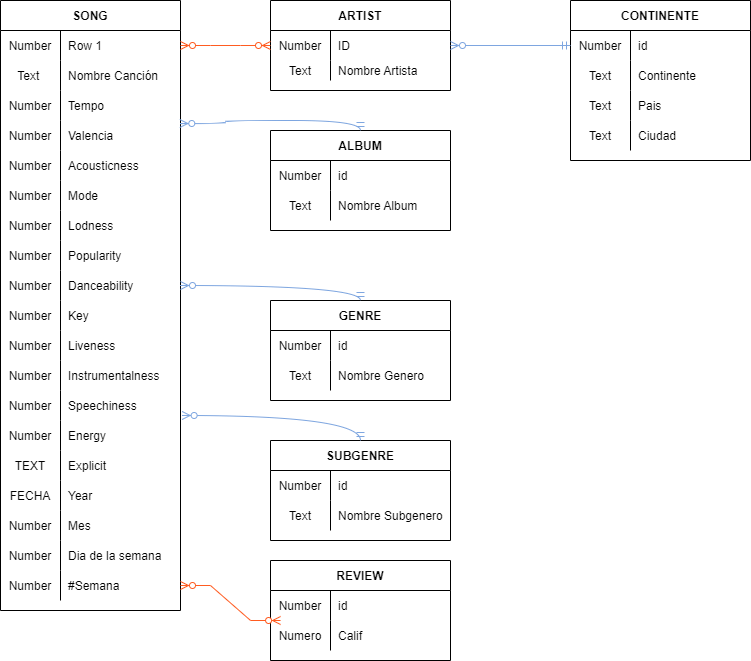 SONG
Number Row 1
Text Nombre Canción
Number Tempo
Number Valencia
Number Acousticness
Number Mode
Number Lodness
Number Popularity
Number Danceability
Number Key
Number Liveness
Number Instrumentalness
Number Speechiness
Number Energy
TEXT Explicit
FECHA Year
Number Mes
Number Dia de la semana
Number #Semana
ARTIST
Number ID
Text Nombre Artista
ALBUM
Number id
Text Nombre Album
GENRE
Number id
Text Nombre Genero
SUBGENRE
Number id
Text Nombre Subgenero
REVIEW
Number id
Numero Calif
CONTINENTE
Number id
Text Continente
Text Pais
Text Ciudad